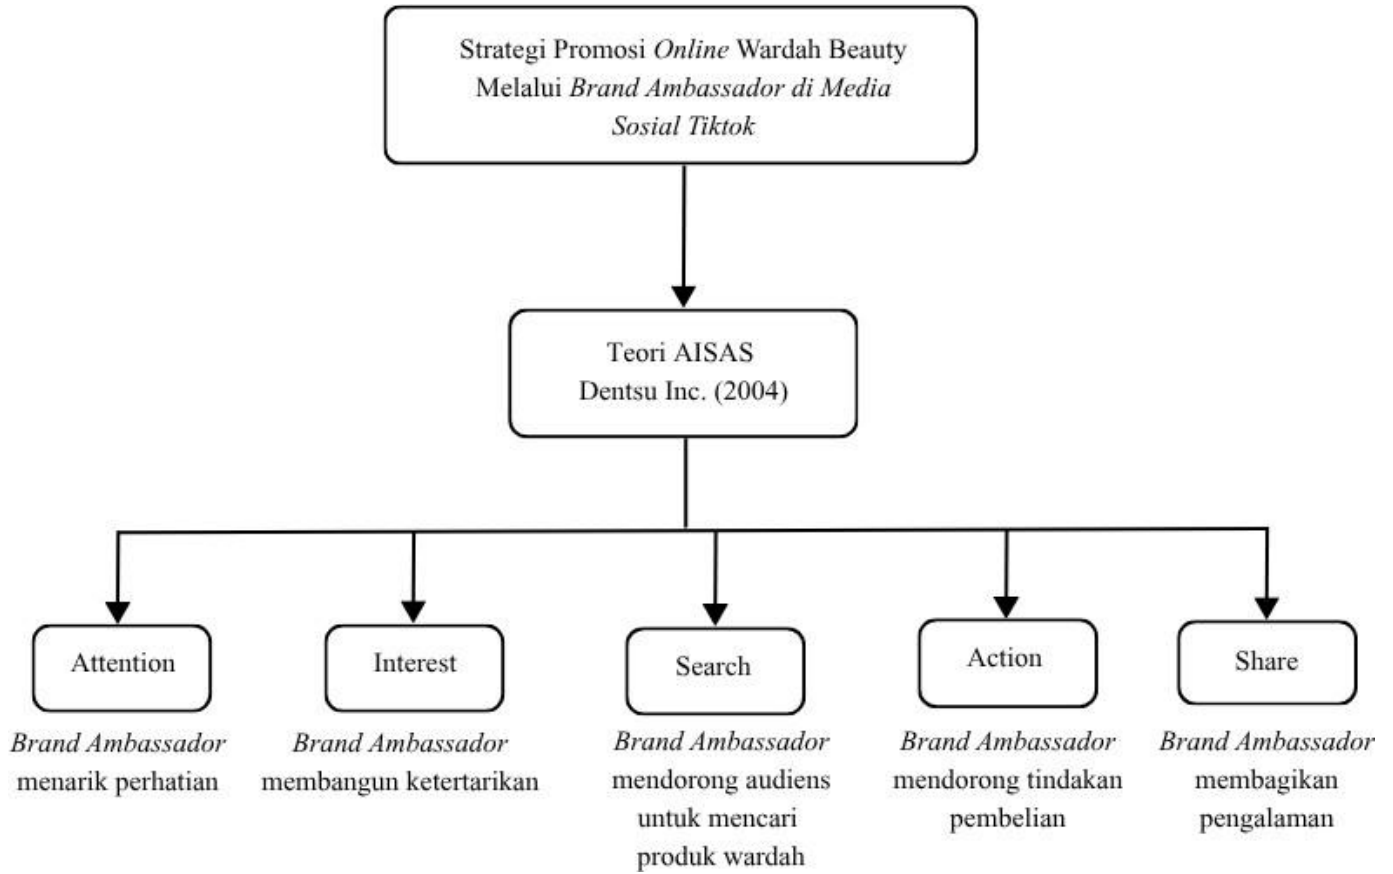 Strategi Promosi Online Wardah Beauty
Melalui Brand Ambassador di Media
Sosial Tiktok
Teori AISAS
Dentsu Inc. (2004)
Attention
Interest
Search
Action
Share
Brand Ambassador
menarik perhatian
Brand Ambassador
membangun ketertarikan
Brand Ambassador
mendorong audiens
untuk mencari
produk wardah
Brand Ambassador
mendorong tindakan
pembelian
Brand Ambassador
membagikan
pengalaman